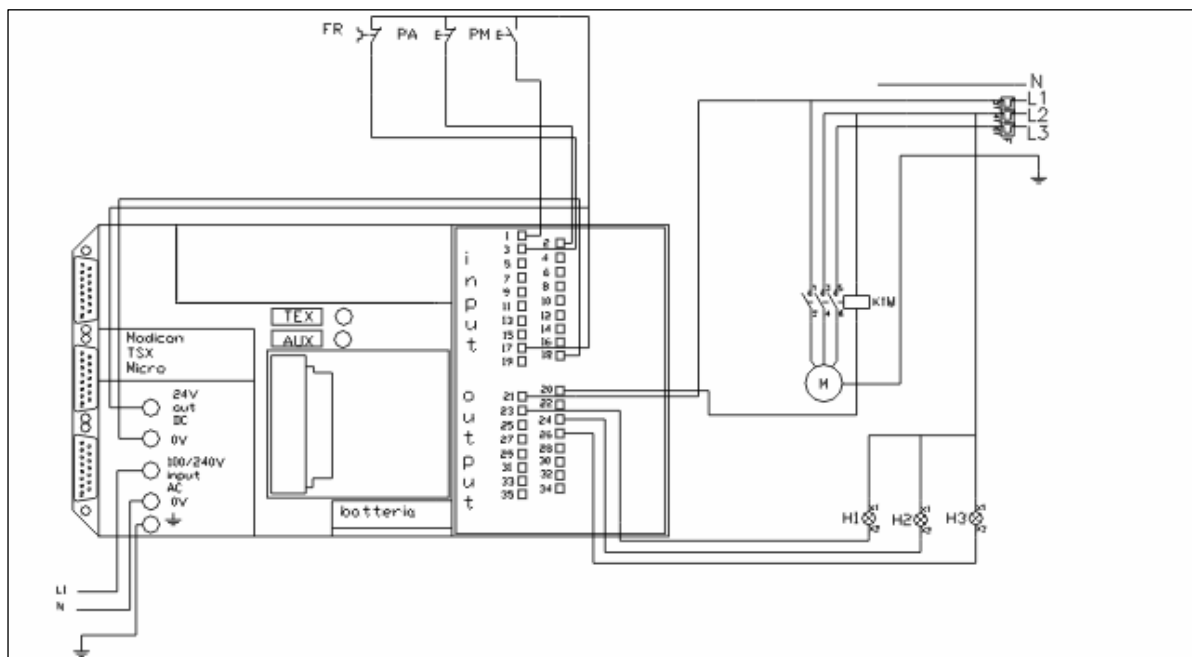 FR PA PM
N
L1
L2
L3
K1M
M
1 2
3 4
5 6
7 8
9 10
11 12
13 14
15 16
17 18
19
input
TEX
AUX
Modicon
TSX
Micro
24V
out
DC
0V
100/240V
input
AC
0V
batteria
20
21 22
23 24
25 26
27 28
29 30
31 32
33 34
35
output
H1 H2 H3
L1
N